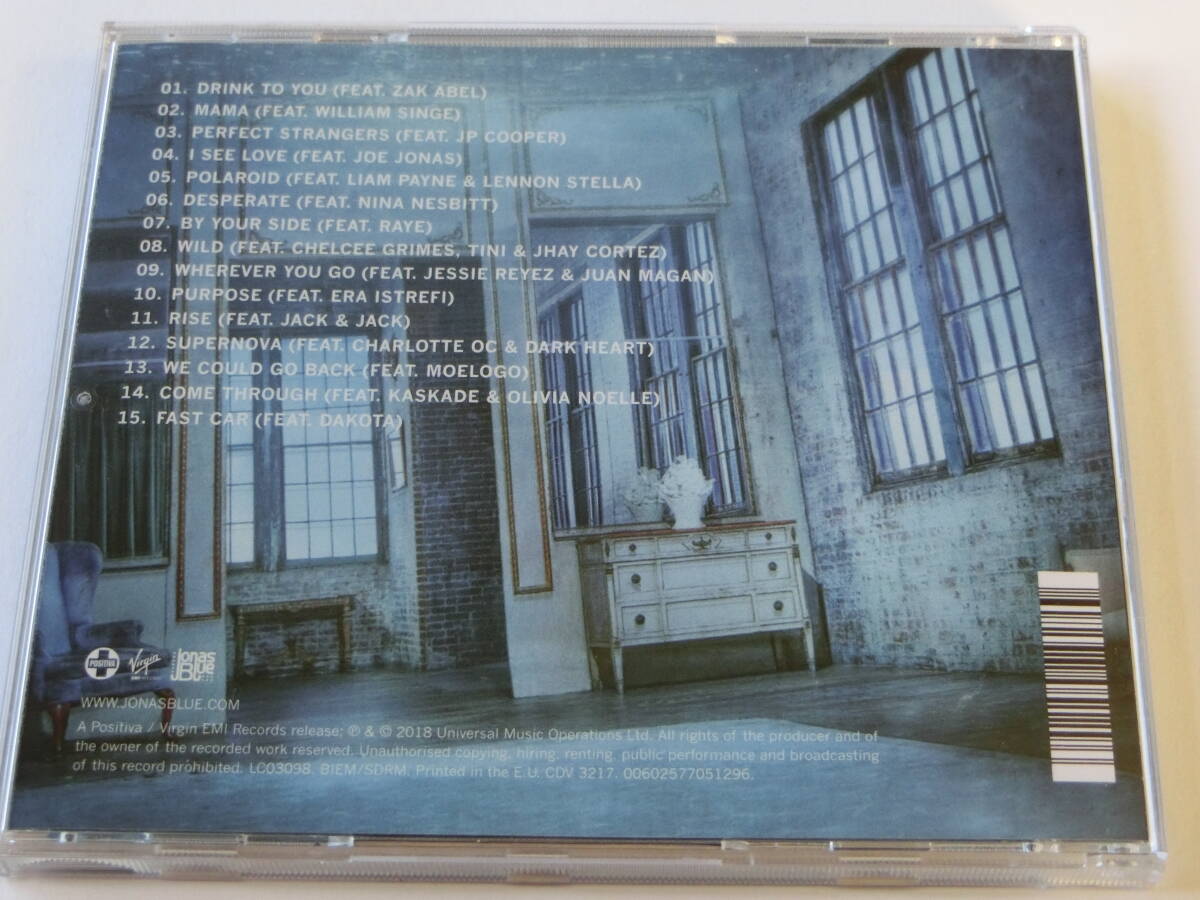 01. DRINK TO YOU (FEAT. ZAK ABEL)
02. MAMA (FEAT. WILLIAM SINGE)
03. PERFECT STRANGERS (FEAT. JP COOPER)
04. I SEE LOVE (FEAT. JOE JONAS)
05. POLAROID (FEAT. LIAM PAYNE & LENNON STELLA)
06. DESPERATE (FEAT. NINA NESBITT)
07. BY YOUR SIDE (FEAT. RAYE)
08. WILD (FEAT. CHELCEE GRIMES, TINI & JHAY CORTEZ)
09. WHEREVER YOU GO (FEAT. JESSIE REYEZ & JUAN MAGAN)
10. PURPOSE (FEAT. ERA ISTREFI)
11. RISE (FEAT. JACK & JACK)
12. SUPERNOVA (FEAT. CHARLOTTE OC & DARK HEART)
13. WE COULD GO BACK (FEAT. MOELOGO)
14. COME THROUGH (FEAT. KASKADE & OLIVIA NOELLE)
15. FAST CAR (FEAT. DAKOTA)
POSITIVA Virgin Jonas Blue
WWW.JONASBLUE.COM
A Positiva / Virgin EMI Records release; ℗ & © 2018 Universal Music Operations Ltd. All rights of the producer and of
the owner of the recorded work reserved. Unauthorised copying, hiring, renting, public performance and broadcasting
of this record prohibited. LC03098. BIEM/SDRM. Printed in the E.U. CDV 3217. 00602577051296.